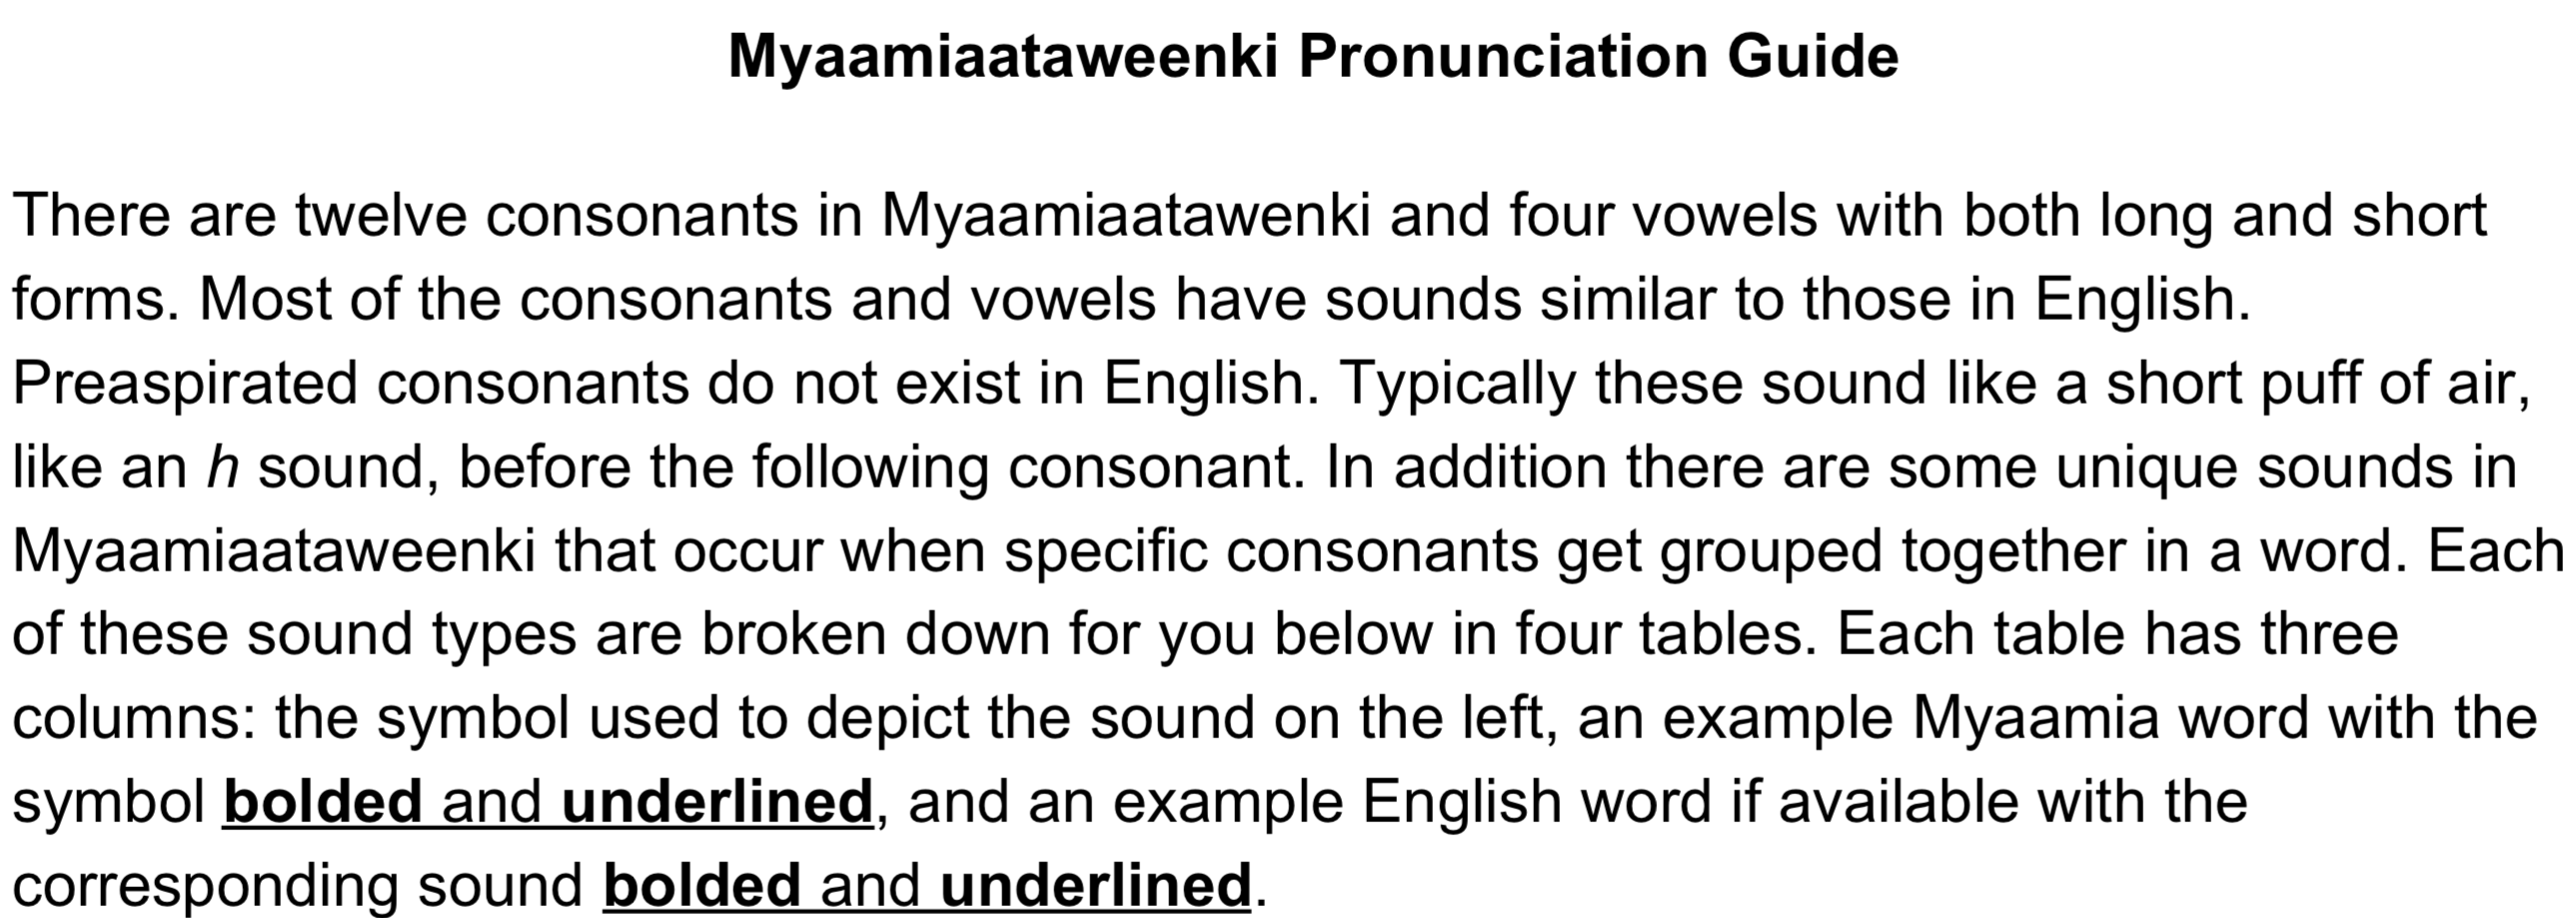 Myaamiaataweenki Pronunciation Guide
There are twelve consonants in Myaamiaatawenki and four vowels with both long and short
forms. Most of the consonants and vowels have sounds similar to those in English.
Preaspirated consonants do not exist in English. Typically these sound like a short puff of air,
like an h sound, before the following consonant. In addition there are some unique sounds in
Myaamiaataweenki that occur when specific consonants get grouped together in a word. Each
of these sound types are broken down for you below in four tables. Each table has three
columns: the symbol used to depict the sound on the left, an example Myaamia word with the
symbol bolded and underlined, and an example English word if available with the
corresponding sound bolded and underlined.